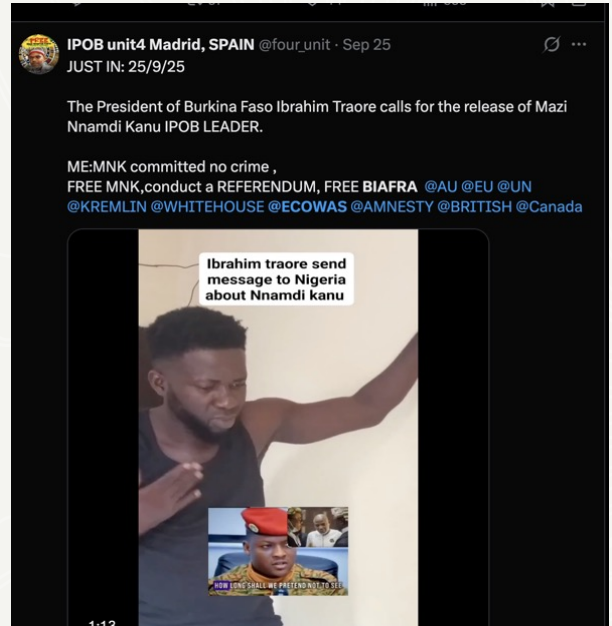 IPOB unit4 Madrid, SPAIN @four_unit · Sep 25
JUST IN: 25/9/25
The President of Burkina Faso Ibrahim Traore calls for the release of Mazi
Nnamdi Kanu IPOB LEADER.
ME:MNK committed no crime ,
FREE MNK,conduct a REFERENDUM, FREE BIAFRA @AU @EU @UN
@KREMLIN @WHITEHOUSE @ECOWAS @AMNESTY @BRITISH @Canada
Ibrahim traore send
message to Nigeria
about Nnamdi kanu
HOW LONG SHALL WE PRETEND NOT TO SEE
1:13